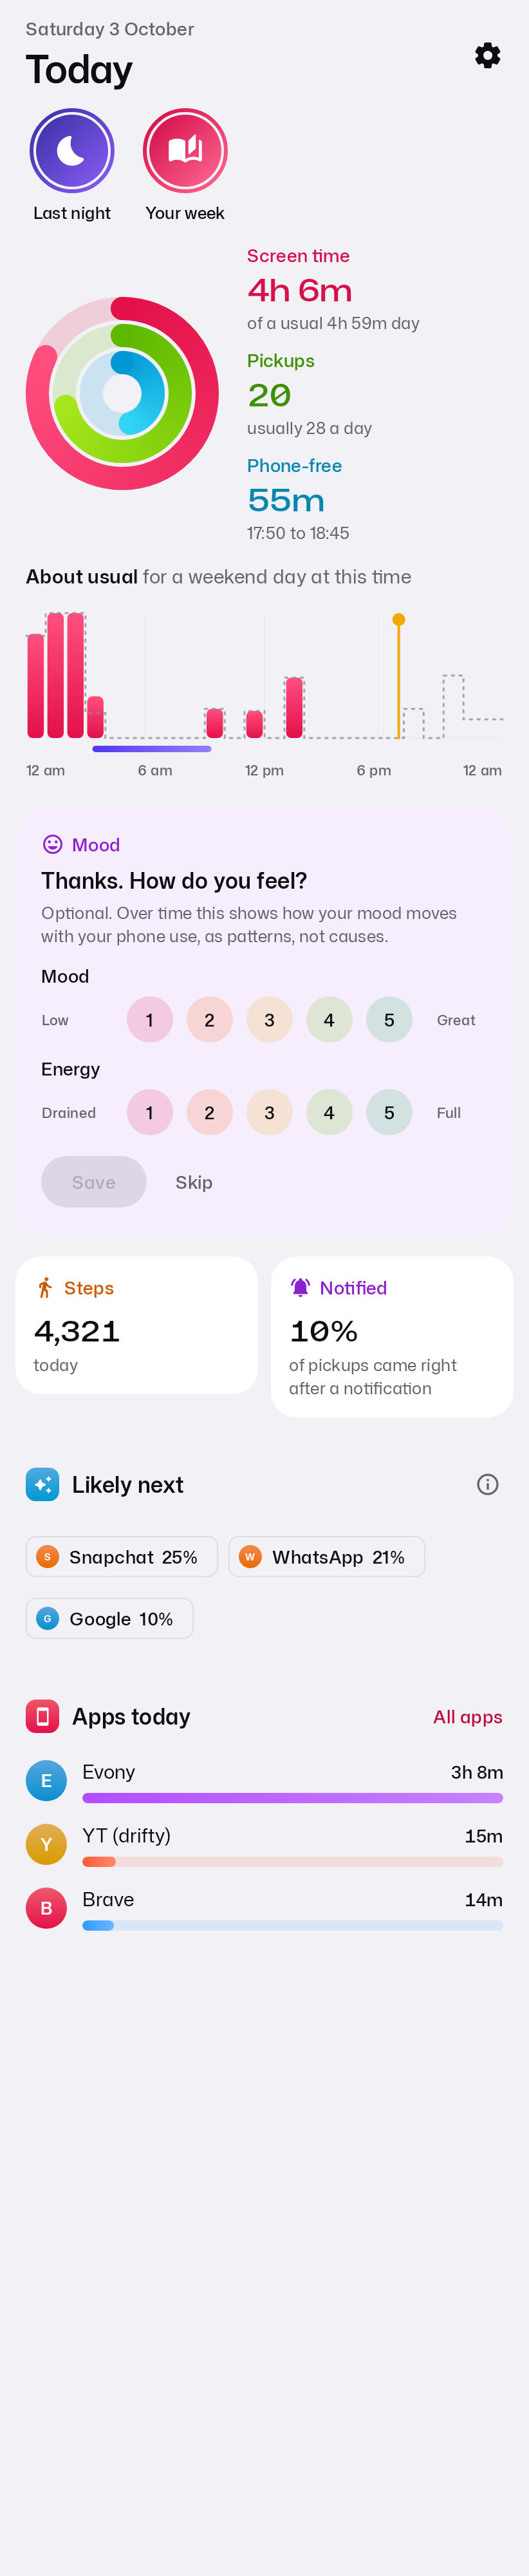 Saturday 3 October
Today
Last night
Your week
Screen time
4h 6m
of a usual 4h 59m day
Pickups
20
usually 28 a day
Phone-free
55m
17:50 to 18:45
About usual for a weekend day at this time
12 am 6 am 12 pm 6 pm 12 am
Mood
Thanks. How do you feel?
Optional. Over time this shows how your mood moves
with your phone use, as patterns, not causes.
Mood
Low 1 2 3 4 5 Great
Energy
Drained 1 2 3 4 5 Full
Save Skip
Steps
4,321
today
Notified
10%
of pickups came right
after a notification
Likely next
S Snapchat 25%
W WhatsApp 21%
G Google 10%
Apps today All apps
E Evony 3h 8m
Y YT (drifty) 15m
B Brave 14m